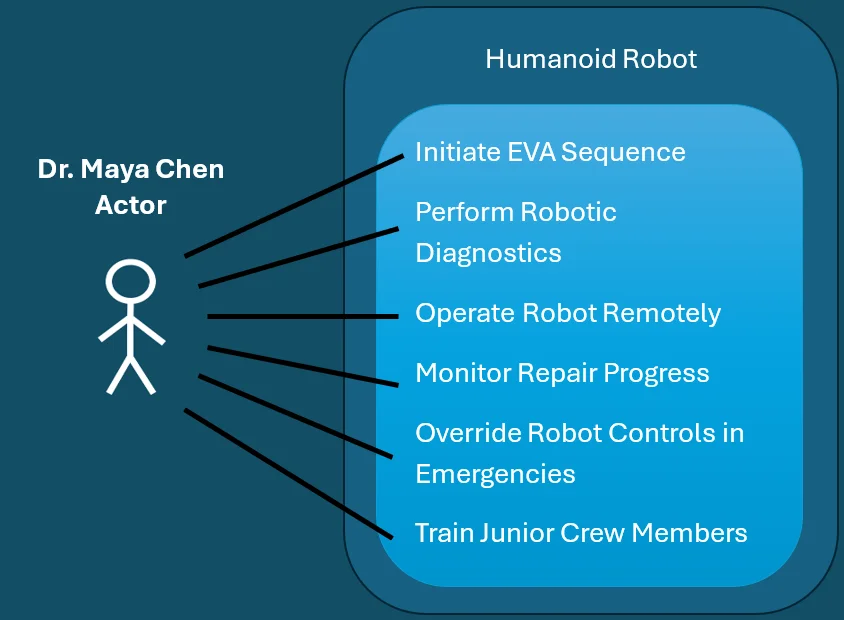 Humanoid Robot
Dr. Maya Chen
Actor
Initiate EVA Sequence
Perform Robotic
Diagnostics
Operate Robot Remotely
Monitor Repair Progress
Override Robot Controls in
Emergencies
Train Junior Crew Members